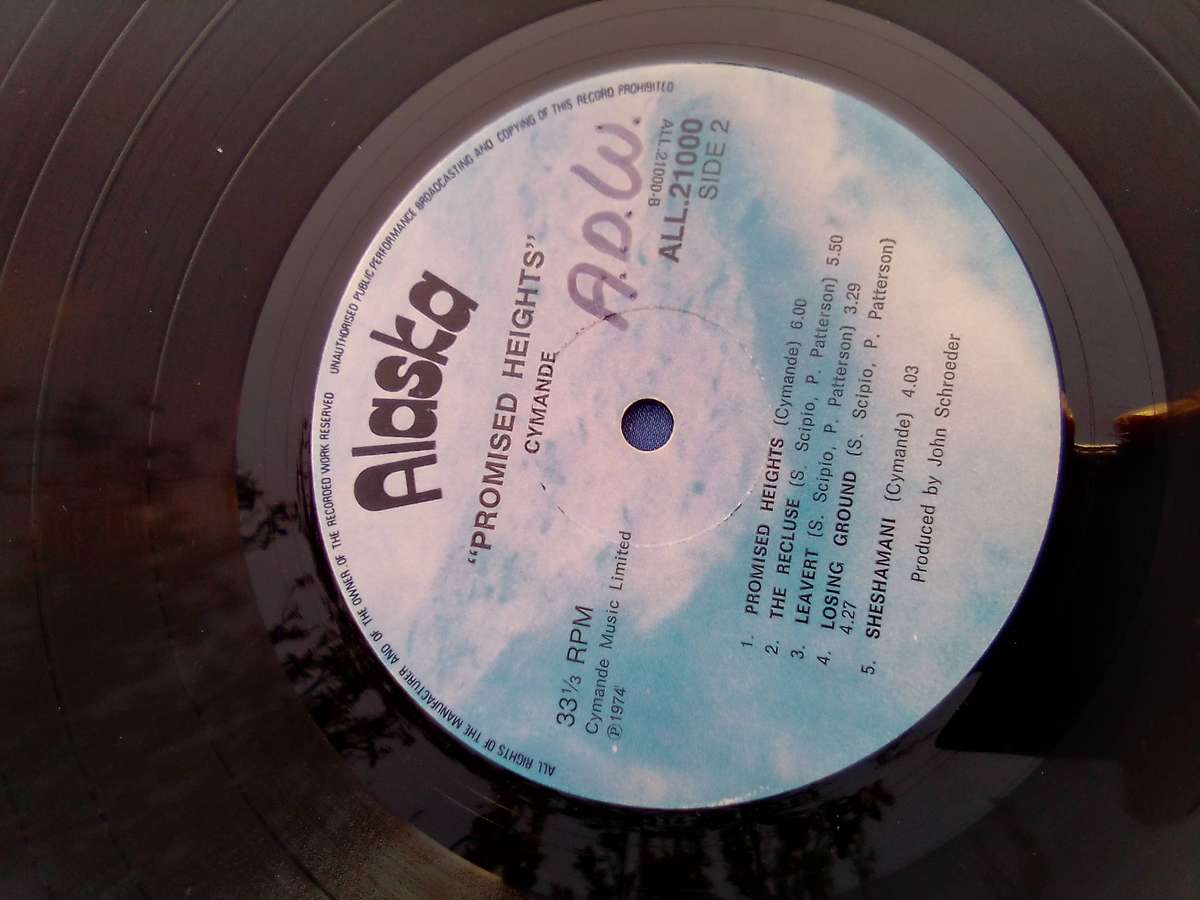 ALL RIGHTS OF THE MANUFACTURER AND OF THE OWNER OF THE RECORDED WORK RESERVED UNAUTHORISED PUBLIC PERFORMANCE BROADCASTING AND COPYING OF THIS RECORD PROHIBITED
Alaska
“PROMISED HEIGHTS”
CYMANDE
A.D.W.
33⅓ RPM
Cymande Music Limited
℗1974
ALL.21000-B
ALL.21000
SIDE 2
1. PROMISED HEIGHTS (Cymande) 6.00
2. THE RECLUSE (S. Scipio, P. Patterson) 5.50
3. LEAVERT (S. Scipio, P. Patterson) 3.29
4. LOSING GROUND (S. Scipio, P. Patterson)
4.27
5. SHESHAMANI (Cymande) 4.03
Produced by John Schroeder